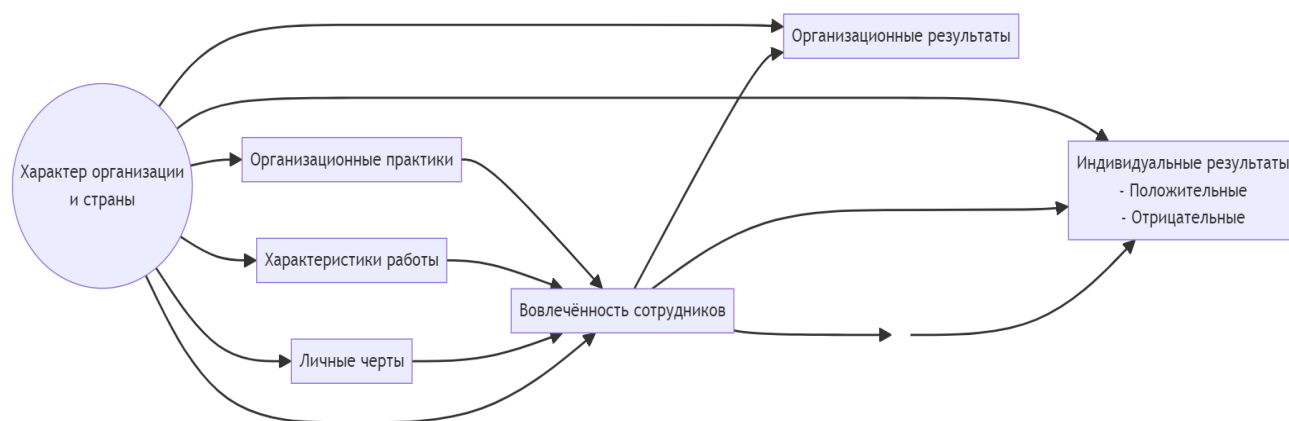 Организационные результаты
Характер организации
и страны
Организационные практики
Индивидуальные результаты
- Положительные
- Отрицательные
Характеристики работы
Вовлечённость сотрудников
Личные черты